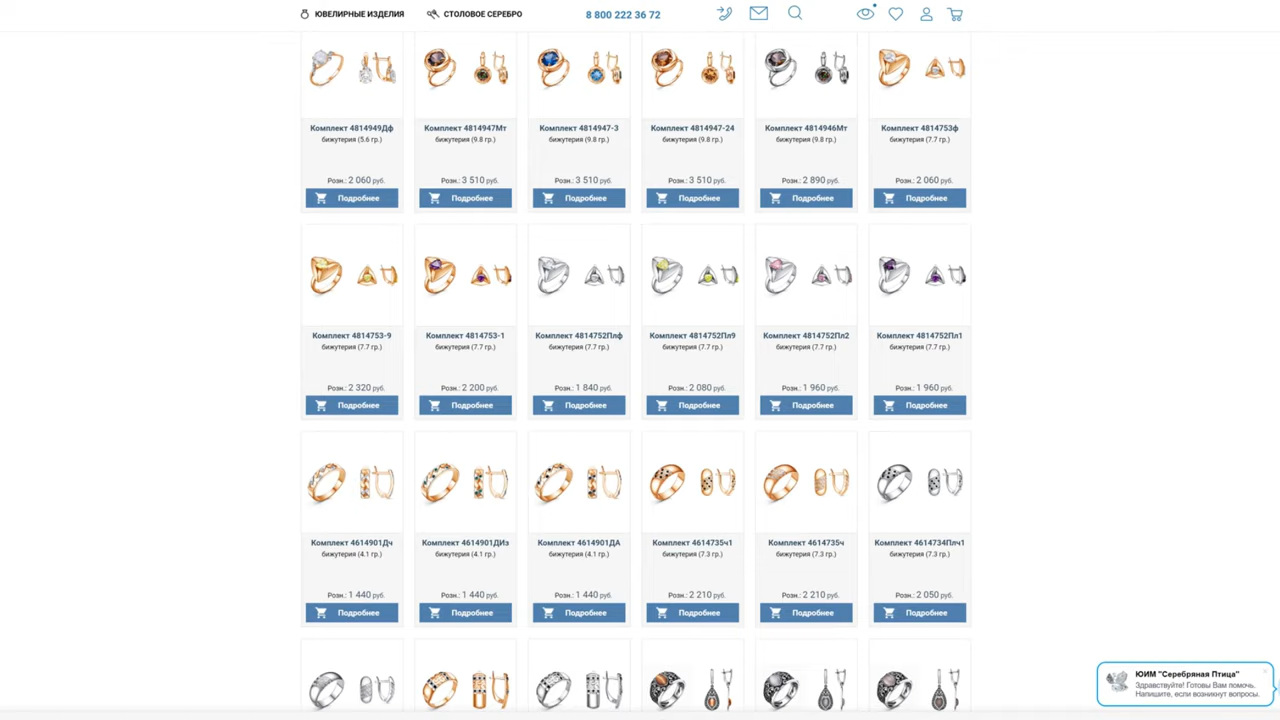 ЮВЕЛИРНЫЕ ИЗДЕЛИЯ СТОЛОВОЕ СЕРЕБРО 8 800 222 36 72
Комплект 4814949Дф Комплект 4814947Мт Комплект 4814947-3 Комплект 4814947-24 Комплект 4814946Мт Комплект 4814753ф
бижутерия (5.6 гр.) бижутерия (9.8 гр.) бижутерия (9.8 гр.) бижутерия (9.8 гр.) бижутерия (9.8 гр.) бижутерия (7.7 гр.)
Розн.: 2 060 руб. Розн.: 3 510 руб. Розн.: 3 510 руб. Розн.: 3 510 руб. Розн.: 2 890 руб. Розн.: 2 060 руб.
Подробнее Подробнее Подробнее Подробнее Подробнее Подробнее
Комплект 4814753-9 Комплект 4814753-1 Комплект 4814752Плф Комплект 4814752Пл9 Комплект 4814752Пл2 Комплект 4814752Пл1
бижутерия (7.7 гр.) бижутерия (7.7 гр.) бижутерия (7.7 гр.) бижутерия (7.7 гр.) бижутерия (7.7 гр.) бижутерия (7.7 гр.)
Розн.: 2 320 руб. Розн.: 2 200 руб. Розн.: 1 840 руб. Розн.: 2 080 руб. Розн.: 1 960 руб. Розн.: 1 960 руб.
Подробнее Подробнее Подробнее Подробнее Подробнее Подробнее
Комплект 4614901Дч Комплект 4614901ДИз Комплект 4614901ДА Комплект 4614735ч1 Комплект 4614735ч Комплект 4614734Плч1
бижутерия (4.1 гр.) бижутерия (4.1 гр.) бижутерия (4.1 гр.) бижутерия (7.3 гр.) бижутерия (7.3 гр.) бижутерия (7.3 гр.)
Розн.: 1 440 руб. Розн.: 1 440 руб. Розн.: 1 440 руб. Розн.: 2 210 руб. Розн.: 2 210 руб. Розн.: 2 050 руб.
Подробнее Подробнее Подробнее Подробнее Подробнее Подробнее
ЮИМ "Серебряная Птица"
Здравствуйте! Готовы Вам помочь.
Напишите, если возникнут вопросы.